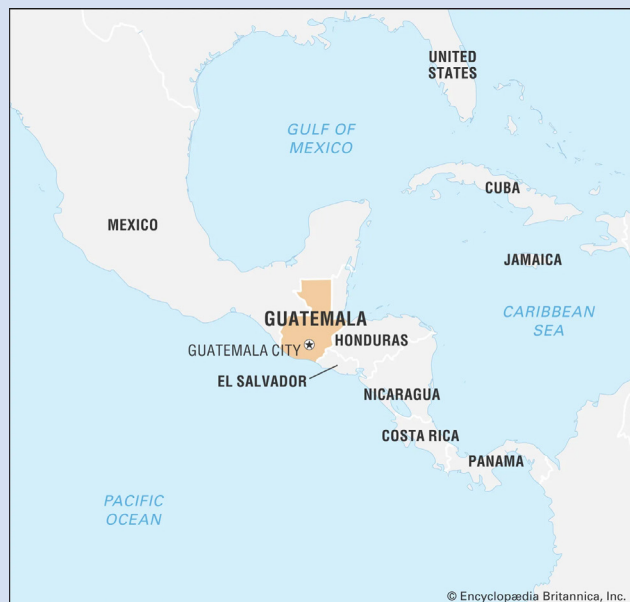 UNITED
STATES
GULF OF
MEXICO
CUBA
MEXICO
JAMAICA
CARIBBEAN
SEA
GUATEMALA
HONDURAS
GUATEMALA CITY
EL SALVADOR
NICARAGUA
COSTA RICA
PANAMA
PACIFIC
OCEAN
© Encyclopædia Britannica, Inc.